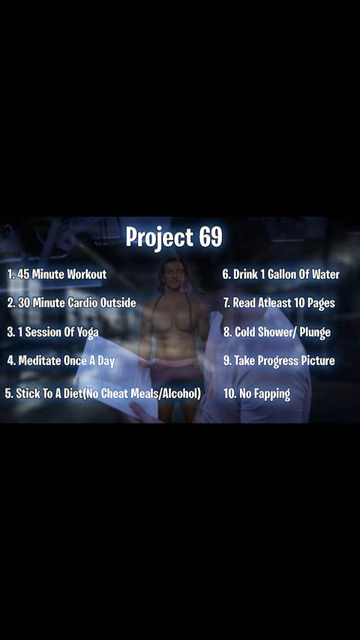 Project 69
1. 45 Minute Workout
2. 30 Minute Cardio Outside
3. 1 Session Of Yoga
4. Meditate Once A Day
5. Stick To A Diet(No Cheat Meals/Alcohol)
6. Drink 1 Gallon Of Water
7. Read Atleast 10 Pages
8. Cold Shower/ Plunge
9. Take Progress Picture
10. No Fapping